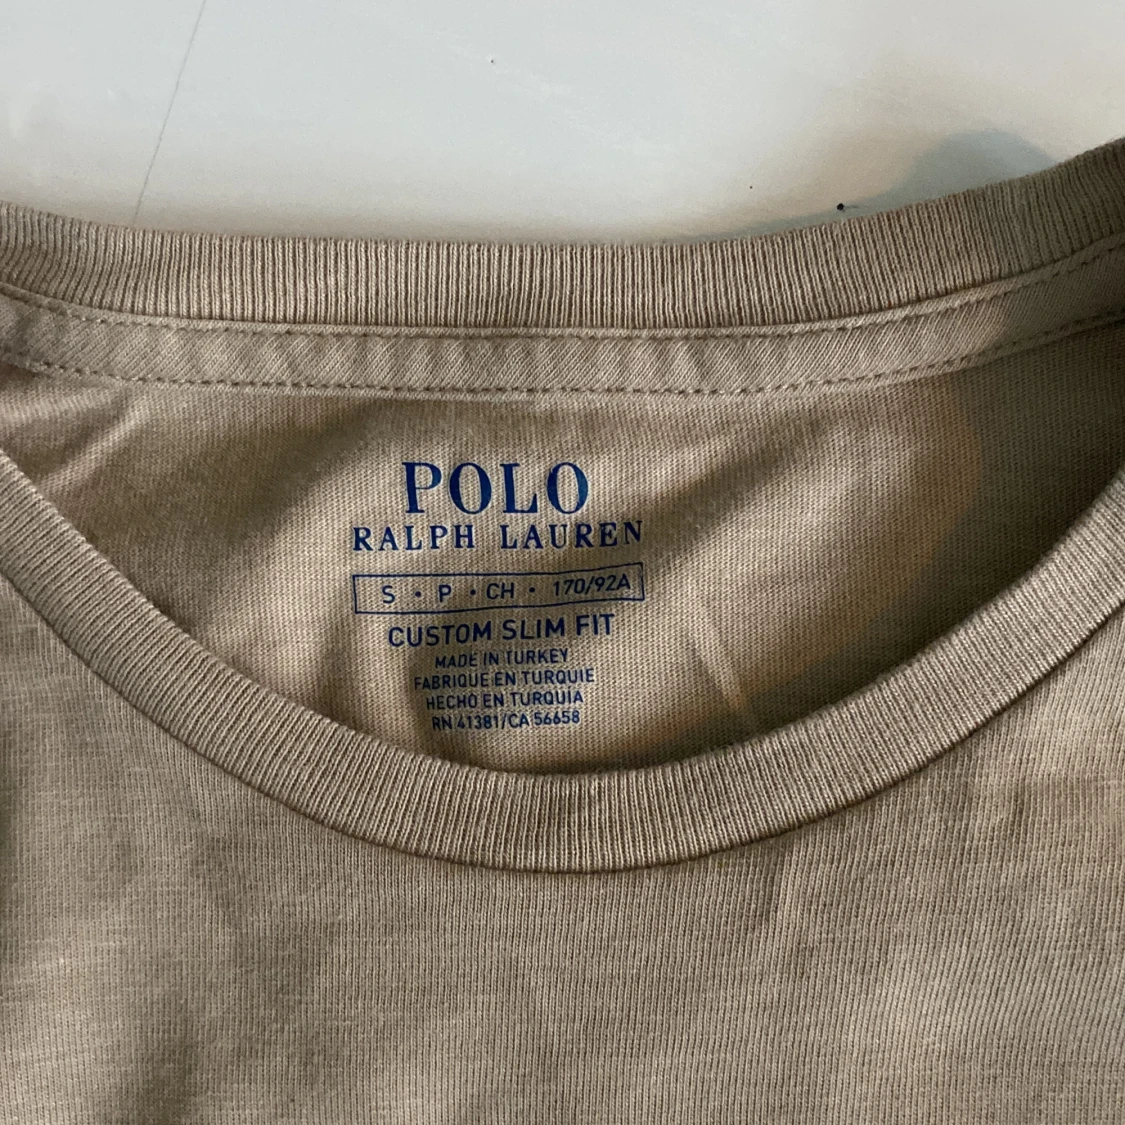 POLO
RALPH LAUREN
S · P · CH · 170/92A
CUSTOM SLIM FIT
MADE IN TURKEY
FABRIQUE EN TURQUIE
HECHO EN TURQUIA
RN 41381/CA 56658